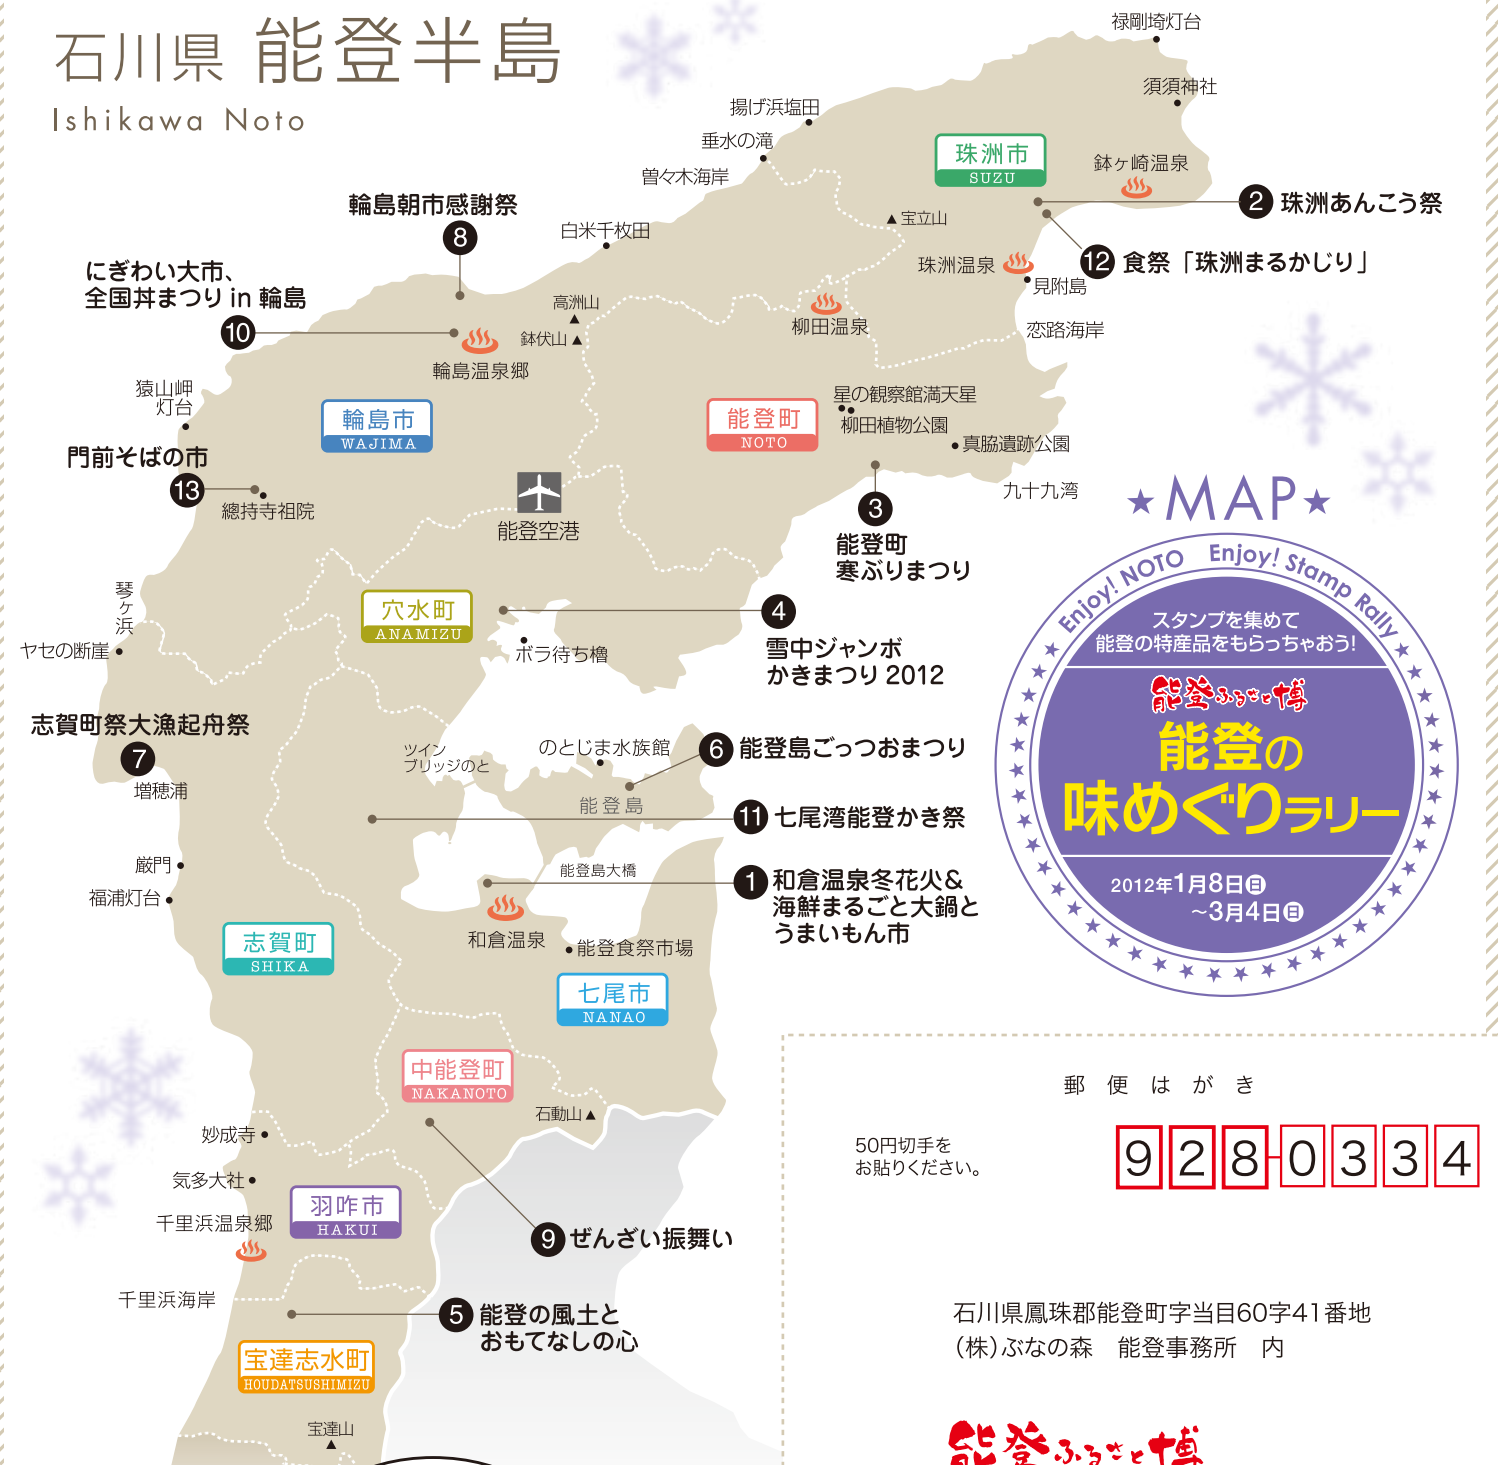 石川県 能登半島
Ishikawa Noto
禄剛埼灯台
須須神社
揚げ浜塩田
垂水の滝
曽々木海岸
珠洲市
SUZU
鉢ヶ崎温泉
2 珠洲あんこう祭
輪島朝市感謝祭
8
白米千枚田
▲宝立山
珠洲温泉
12 食祭「珠洲まるかじり」
見附島
にぎわい大市、
全国丼まつり in 輪島
10
高洲山
▲
鉢伏山▲
柳田温泉
恋路海岸
輪島温泉郷
猿山岬
灯台
輪島市
WAJIMA
能登町
NOTO
星の観察館満天星
柳田植物公園
真脇遺跡公園
門前そばの市
13
總持寺祖院
能登空港
九十九湾
3
能登町
寒ぶりまつり
★MAP★
Enjoy! NOTO Enjoy! Stamp Rally
スタンプを集めて
能登の特産品をもらっちゃおう!
能登ふるさと博
能登の
味めぐりラリー
2012年1月8日日
～3月4日日
琴ヶ浜
ヤセの断崖
穴水町
ANAMIZU
4
雪中ジャンボ
かきまつり 2012
ボラ待ち櫓
志賀町祭大漁起舟祭
7
増穂浦
ツイン
ブリッジのと
のとじま水族館
6 能登島ごっつおまつり
能登島
11 七尾湾能登かき祭
厳門
福浦灯台
能登島大橋
1 和倉温泉冬花火&
海鮮まるごと大鍋と
うまいもん市
和倉温泉
能登食祭市場
志賀町
SHIKA
七尾市
NANAO
中能登町
NAKANOTO
石動山▲
妙成寺
気多大社
千里浜温泉郷
羽咋市
HAKUI
9 ぜんざい振舞い
千里浜海岸
5 能登の風土と
おもてなしの心
宝達志水町
HOUDATSUSHIMIZU
宝達山
▲
郵便はがき
50円切手を
お貼りください。
928-0334
石川県鳳珠郡能登町字当目60字41番地
（株）ぶなの森　能登事務所　内
能登ふるさと博